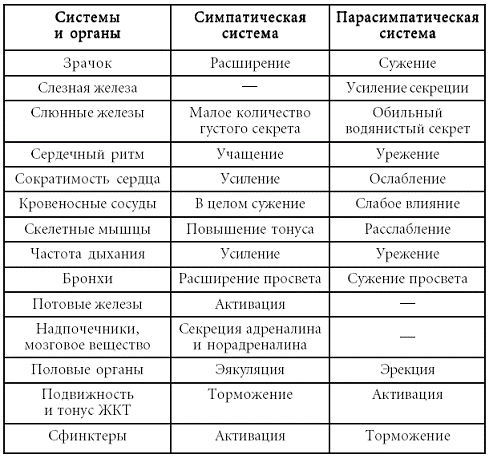 Системы и органы | Симпатическая система | Парасимпатическая система
Зрачок | Расширение | Сужение
Слезная железа | — | Усиление секреции
Слюнные железы | Малое количество густого секрета | Обильный водянистый секрет
Сердечный ритм | Учащение | Урежение
Сократимость сердца | Усиление | Ослабление
Кровеносные сосуды | В целом сужение | Слабое влияние
Скелетные мышцы | Повышение тонуса | Расслабление
Частота дыхания | Усиление | Урежение
Бронхи | Расширение просвета | Сужение просвета
Потовые железы | Активация | —
Надпочечники, мозговое вещество | Секреция адреналина и норадреналина | —
Половые органы | Эякуляция | Эрекция
Подвижность и тонус ЖКТ | Торможение | Активация
Сфинктеры | Активация | Торможение